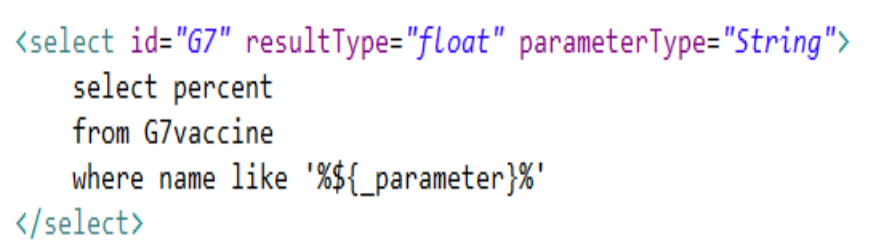 <select id="G7" resultType="float" parameterType="String">
select percent
from G7vaccine
where name like '%${_parameter}%'
</select>